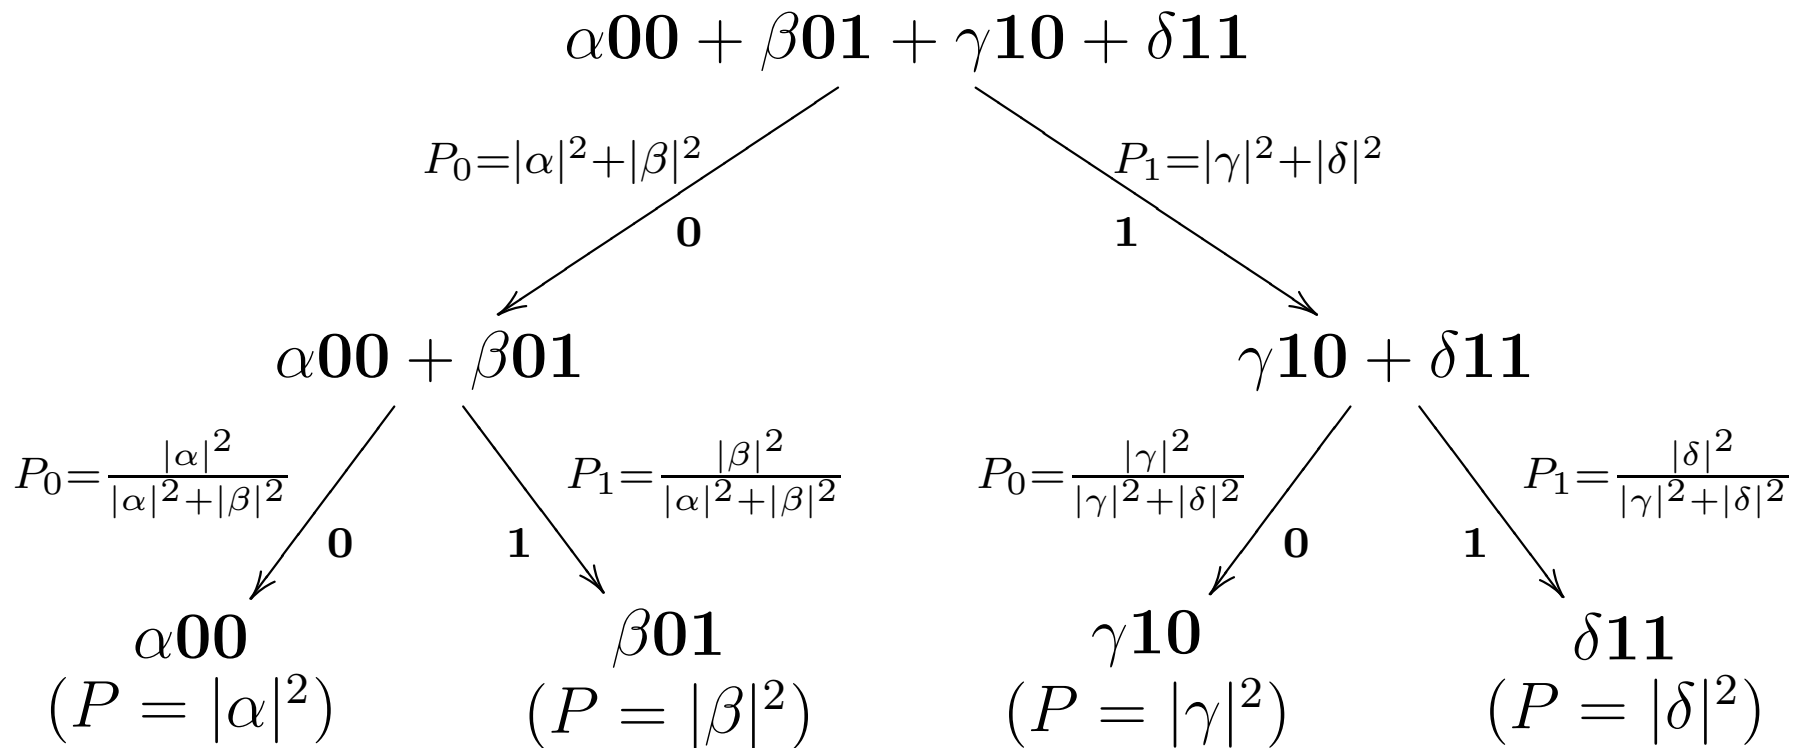 α00 + β01 + γ10 + δ11
P₀=|α|²+|β|² P₁=|γ|²+|δ|²
0 1
α00 + β01 γ10 + δ11
P₀=|α|²/(|α|²+|β|²) P₁=|β|²/(|α|²+|β|²) P₀=|γ|²/(|γ|²+|δ|²) P₁=|δ|²/(|γ|²+|δ|²)
0 1 0 1
α00 β01 γ10 δ11
(P = |α|²) (P = |β|²) (P = |γ|²) (P = |δ|²)